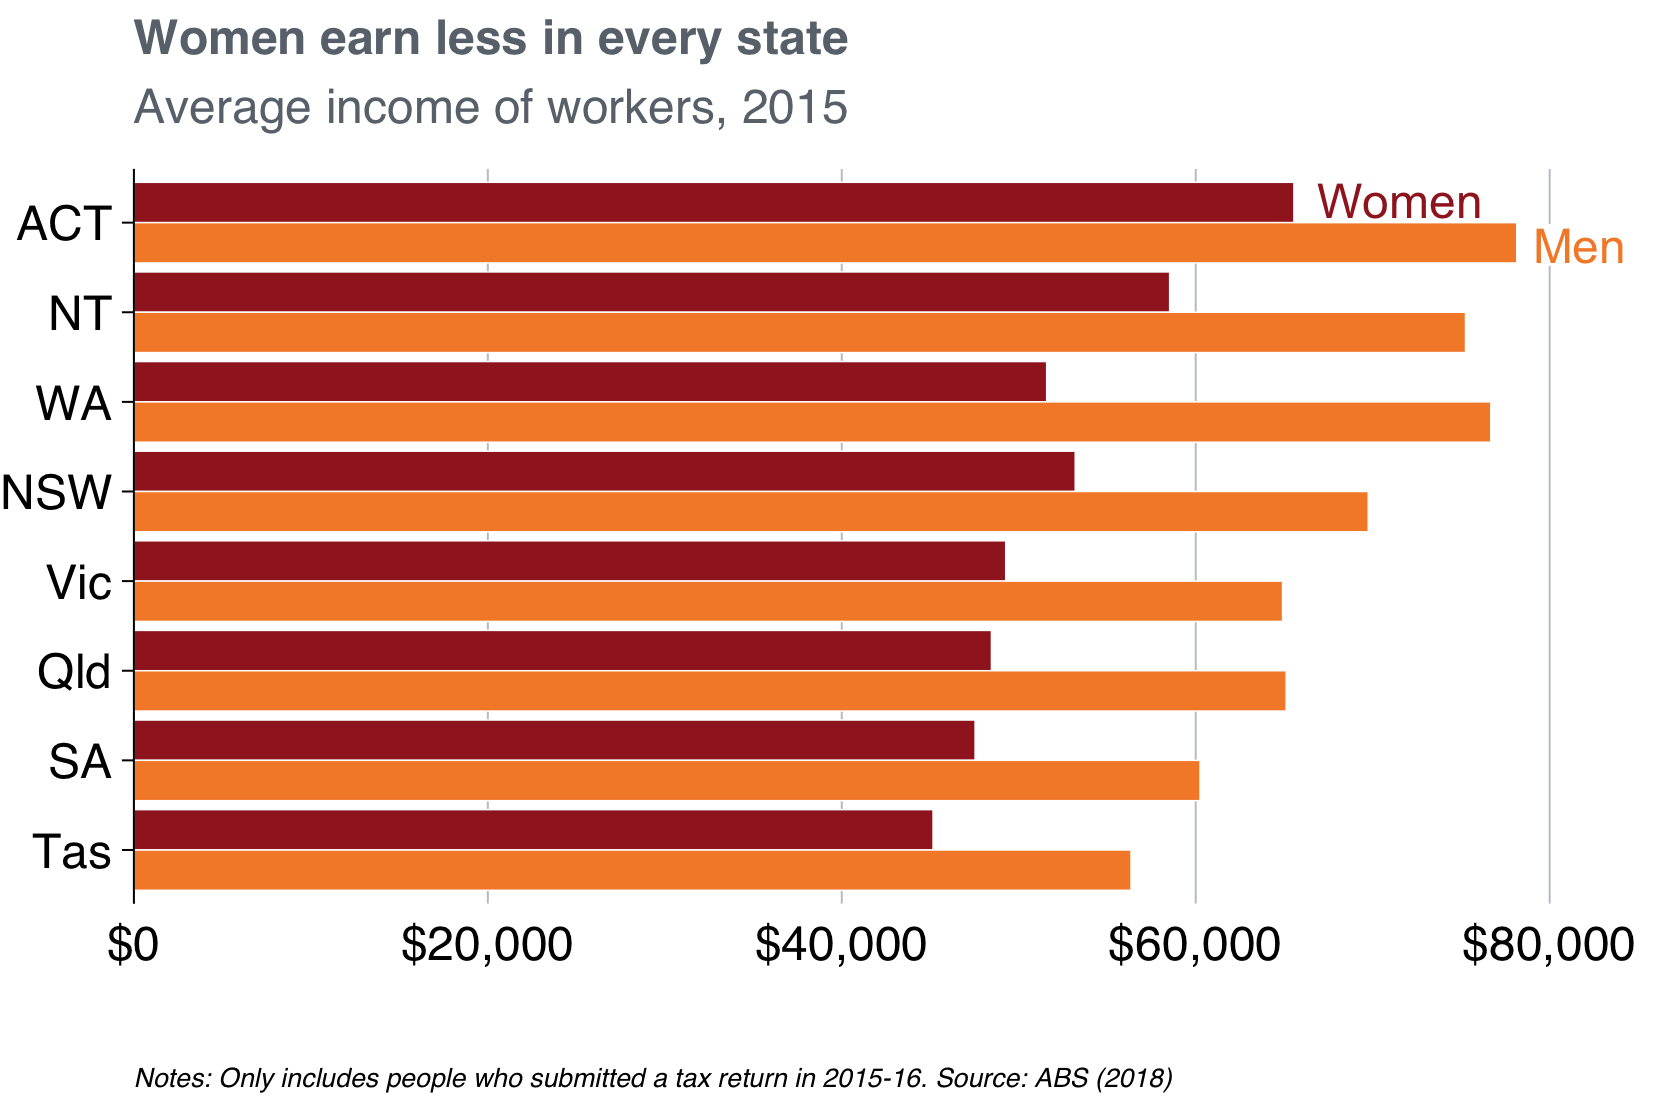 Women earn less in every state
Average income of workers, 2015
ACT
Women
Men
NT
WA
NSW
Vic
Qld
SA
Tas
$0 $20,000 $40,000 $60,000 $80,000
Notes: Only includes people who submitted a tax return in 2015-16. Source: ABS (2018)